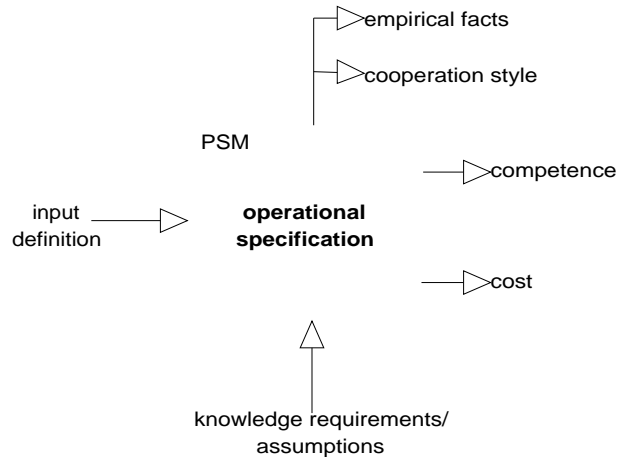 empirical facts
cooperation style
PSM
competence
input
definition
operational
specification
cost
knowledge requirements/
assumptions